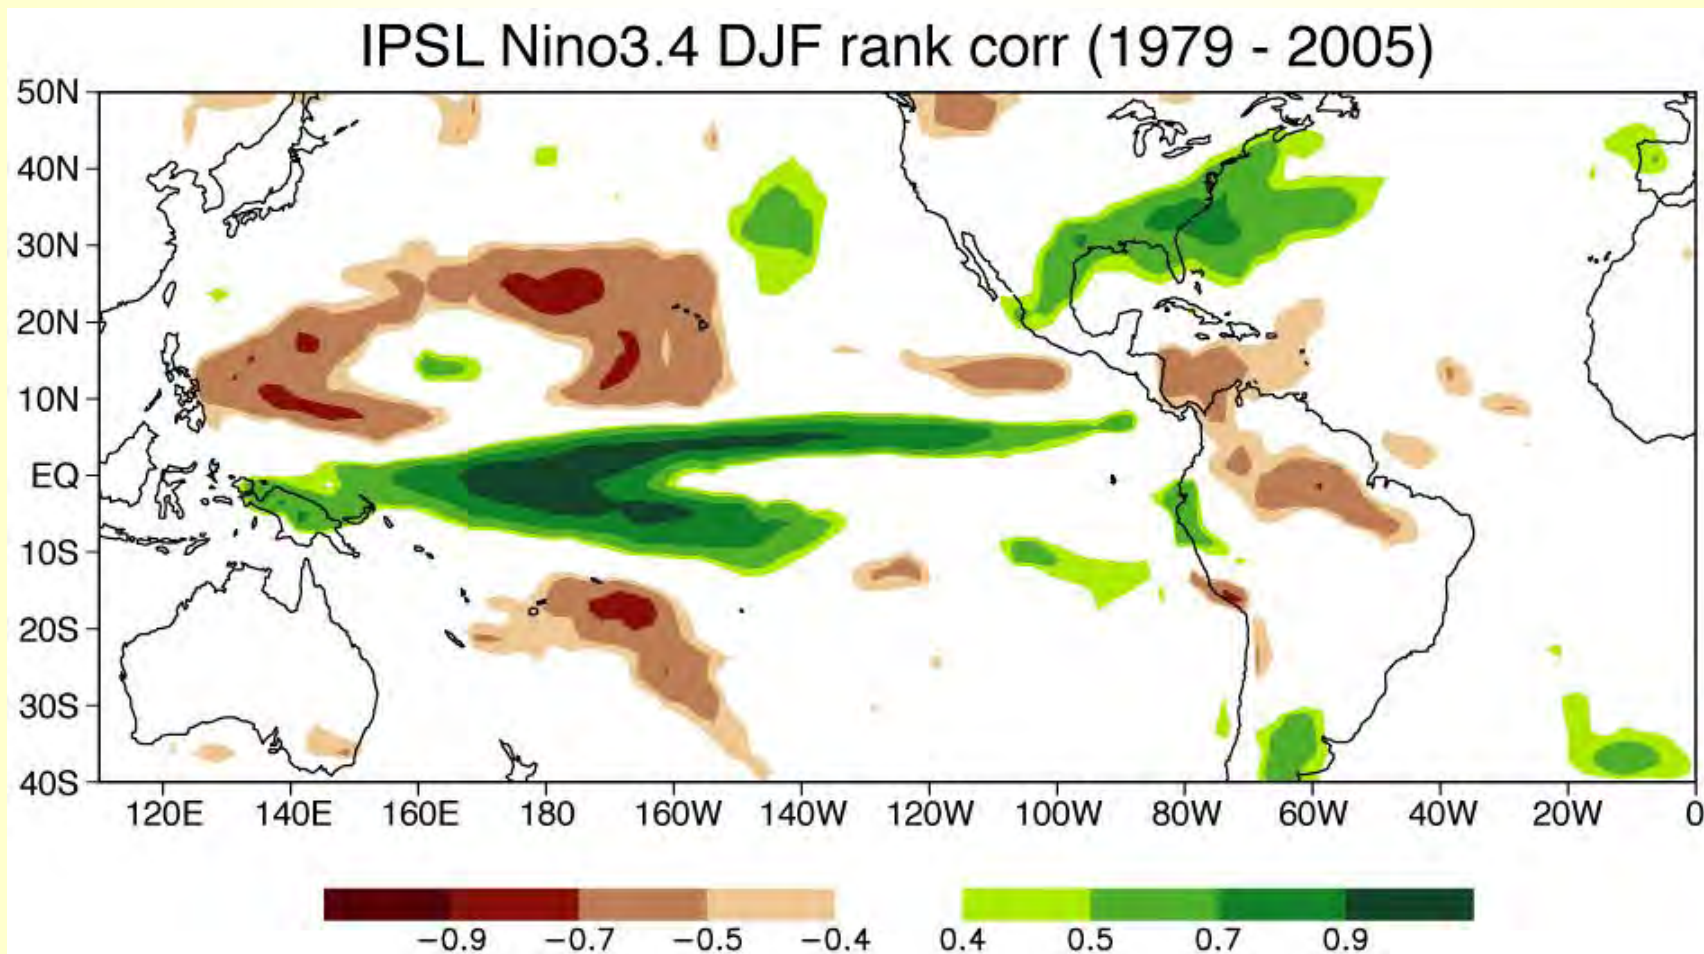 IPSL Nino3.4 DJF rank corr (1979 - 2005)
50N
40N
30N
20N
10N
EQ
10S
20S
30S
40S
120E 140E 160E 180 160W 140W 120W 100W 80W 60W 40W 20W 0
−0.9 −0.7 −0.5 −0.4 0.4 0.5 0.7 0.9